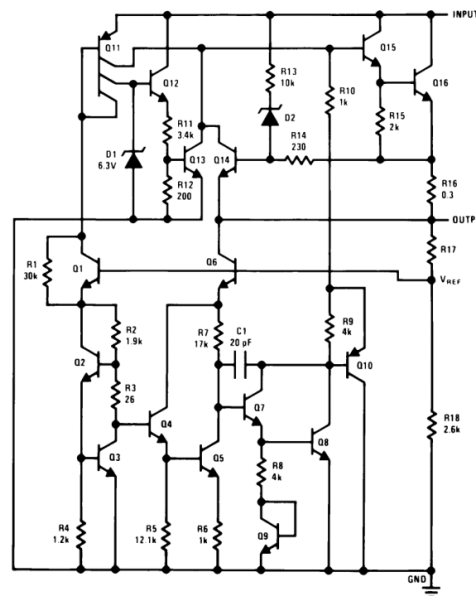 INPUT
Q11
Q15
Q12
R13
10k
Q16
R10
1k
R11
3.4k
D2
R15
2k
D1
6.3V
Q13
Q14
R14
230
R12
200
R16
0.3
OUTP
R17
R1
30k
Q1
Q6
VREF
R2
1.9k
R7
17k
C1
20 pF
R9
4k
Q10
Q2
R3
26
Q4
Q7
R18
2.6k
Q3
Q5
Q8
R8
4k
R4
1.2k
R5
12.1k
R6
1k
Q9
GND